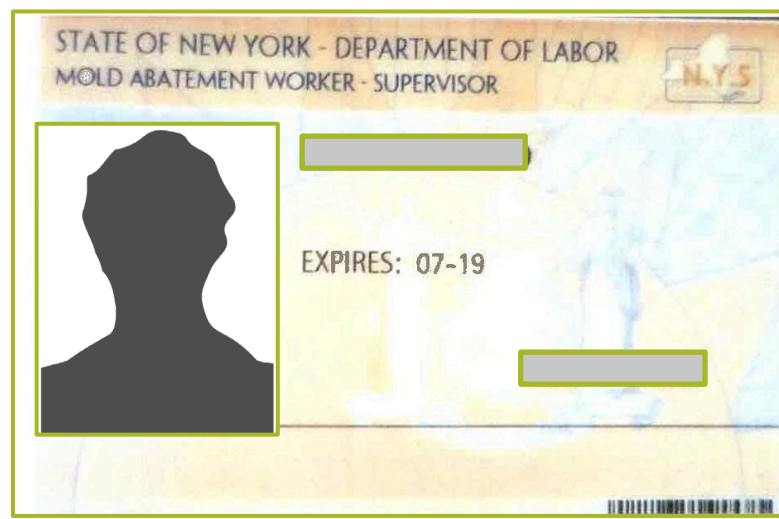 STATE OF NEW YORK - DEPARTMENT OF LABOR
MOLD ABATEMENT WORKER - SUPERVISOR
N.Y.S
EXPIRES: 07-19